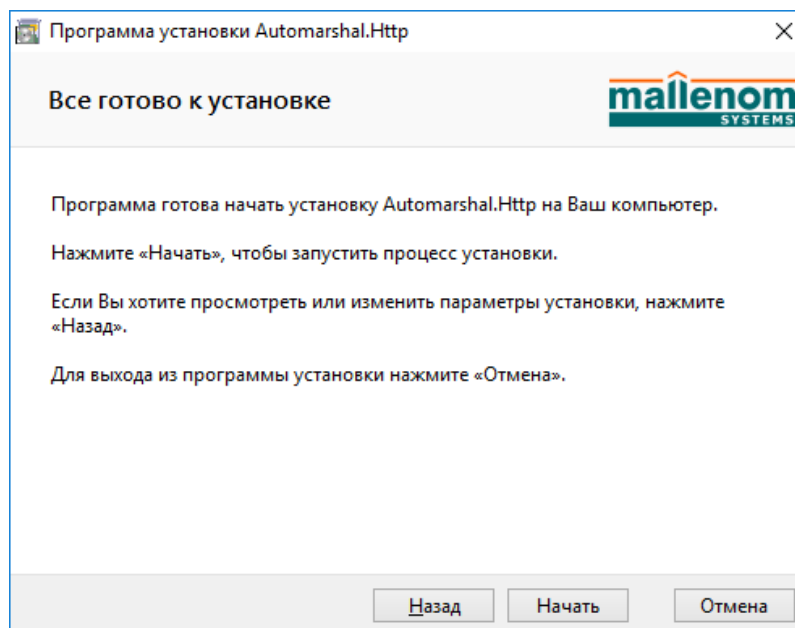 Программа установки Automarshal.Http
Все готово к установке
mallenom
SYSTEMS
Программа готова начать установку Automarshal.Http на Ваш компьютер.
Нажмите «Начать», чтобы запустить процесс установки.
Если Вы хотите просмотреть или изменить параметры установки, нажмите
«Назад».
Для выхода из программы установки нажмите «Отмена».
Назад Начать Отмена